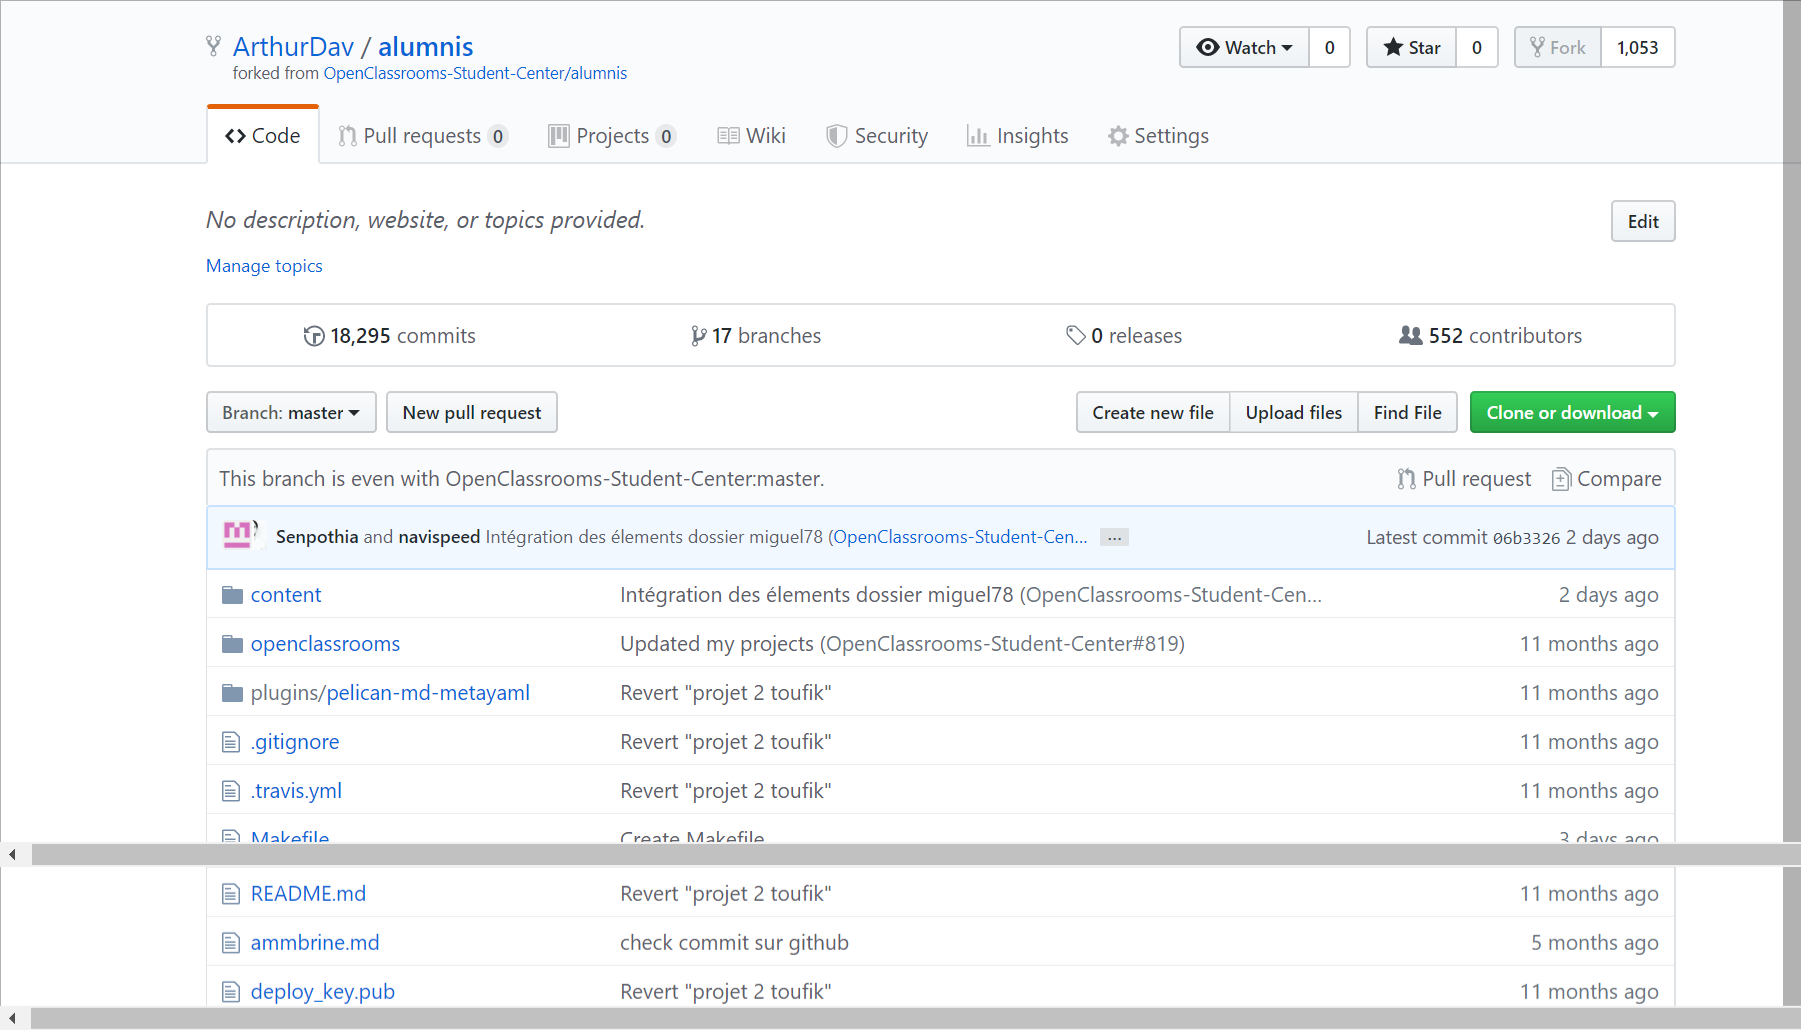 ArthurDav / alumnis
forked from OpenClassrooms-Student-Center/alumnis
Watch 0 Star 0 Fork 1,053
Code Pull requests 0 Projects 0 Wiki Security Insights Settings
No description, website, or topics provided. Edit
Manage topics
18,295 commits 17 branches 0 releases 552 contributors
Branch: master New pull request Create new file Upload files Find File Clone or download
This branch is even with OpenClassrooms-Student-Center:master. Pull request Compare
Senpothia and navispeed Intégration des élements dossier miguel78 (OpenClassrooms-Student-Cen... ... Latest commit 06b3326 2 days ago
content Intégration des élements dossier miguel78 (OpenClassrooms-Student-Cen... 2 days ago
openclassrooms Updated my projects (OpenClassrooms-Student-Center#819) 11 months ago
plugins/pelican-md-metayaml Revert "projet 2 toufik" 11 months ago
.gitignore Revert "projet 2 toufik" 11 months ago
.travis.yml Revert "projet 2 toufik" 11 months ago
Makefile Create Makefile 3 days ago
README.md Revert "projet 2 toufik" 11 months ago
ammbrine.md check commit sur github 5 months ago
deploy_key.pub Revert "projet 2 toufik" 11 months ago